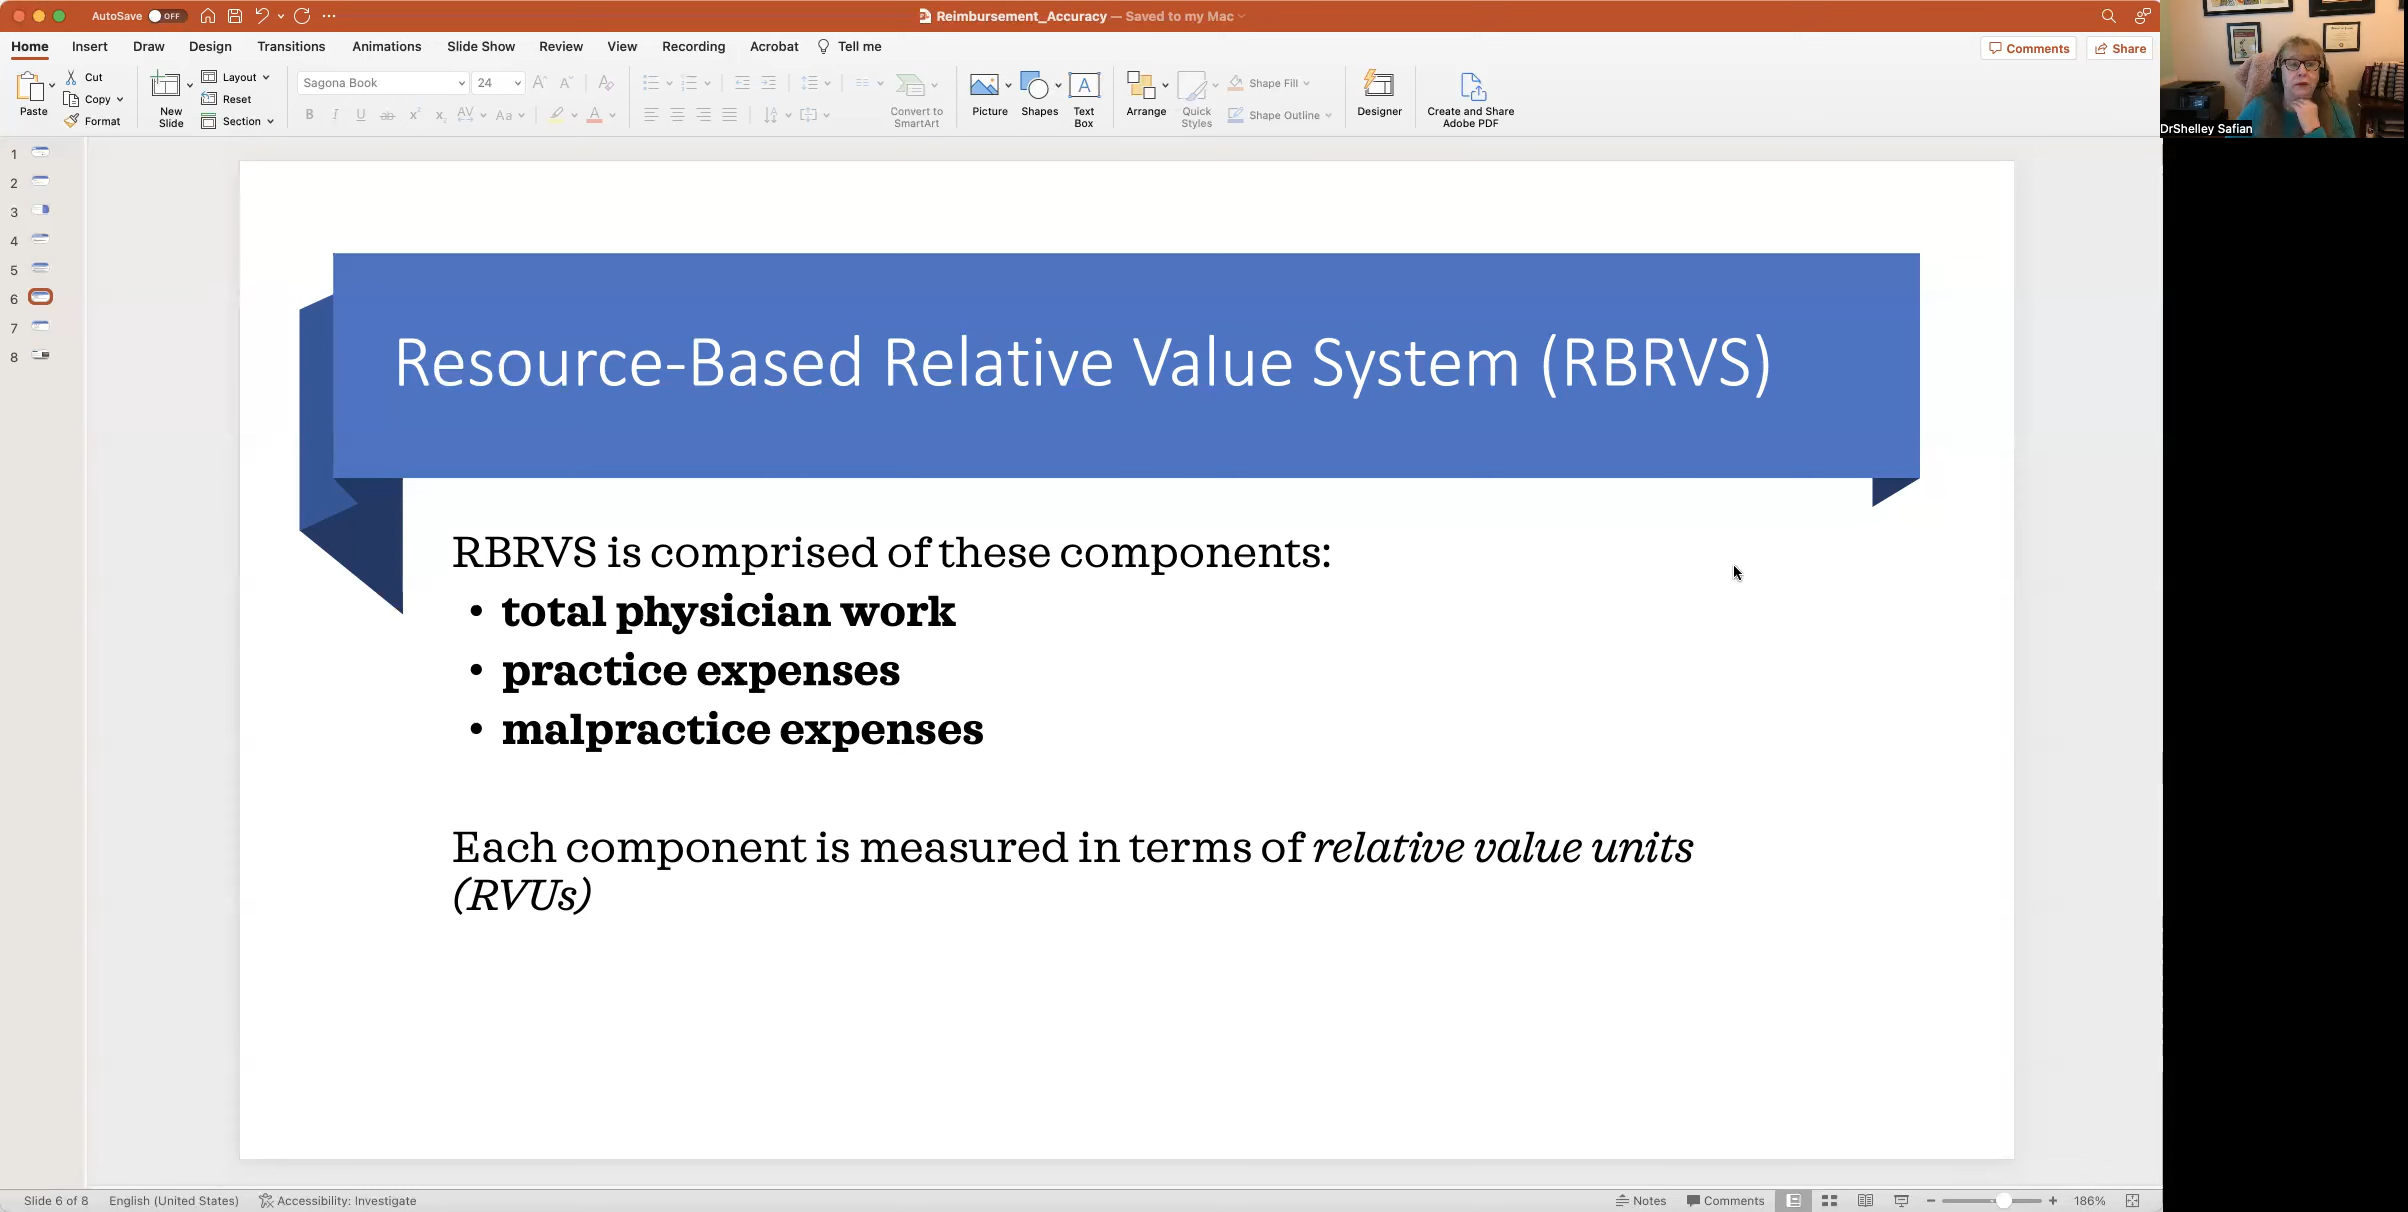 AutoSave OFF
Reimbursement_Accuracy — Saved to my Mac
Home Insert Draw Design Transitions Animations Slide Show Review View Recording Acrobat Tell me
Comments Share
Paste
Cut
Copy
Format
New
Slide
Layout
Reset
Section
Sagona Book 24
Convert to
SmartArt
Picture
Shapes
Text
Box
Arrange
Quick
Styles
Shape Fill
Shape Outline
Designer
Create and Share
Adobe PDF
DrShelley Safian
1
2
3
4
5
6
7
8
Resource-Based Relative Value System (RBRVS)
RBRVS is comprised of these components:
• total physician work
• practice expenses
• malpractice expenses
Each component is measured in terms of relative value units
(RVUs)
Slide 6 of 8 English (United States) Accessibility: Investigate
Notes Comments 186%